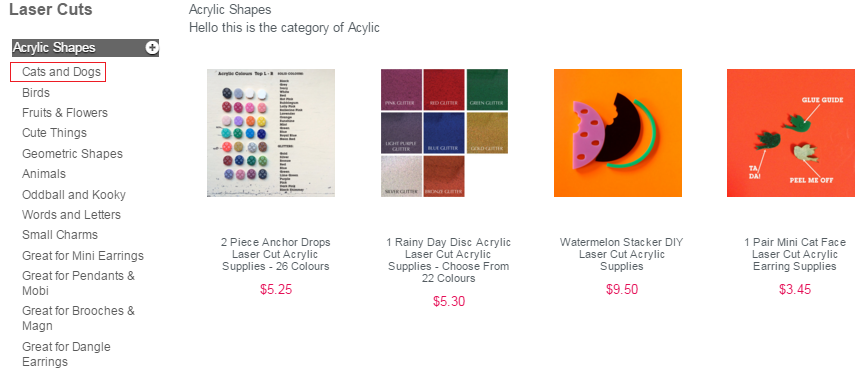 Laser Cuts
Acrylic Shapes
Cats and Dogs
Birds
Fruits & Flowers
Cute Things
Geometric Shapes
Animals
Oddball and Kooky
Words and Letters
Small Charms
Great for Mini Earrings
Great for Pendants &
Mobi
Great for Brooches &
Magn
Great for Dangle
Earrings
Acrylic Shapes
Hello this is the category of Acylic
Acrylic Colours Top L - R
SOLID COLOURS:
PINK GLITTER
RED GLITTER
GREEN GLITTER
LIGHT PURPLE
GLITTER
BLUE GLITTER
GOLD GLITTER
SILVER GLITTER
BRONZE GLITTER
GLUE GUIDE
TA
DA!
PEEL ME OFF
2 Piece Anchor Drops
Laser Cut Acrylic
Supplies - 26 Colours
$5.25
1 Rainy Day Disc Acrylic
Laser Cut Acrylic
Supplies - Choose From
22 Colours
$5.30
Watermelon Stacker DIY
Laser Cut Acrylic
Supplies
$9.50
1 Pair Mini Cat Face
Laser Cut Acrylic
Earring Supplies
$3.45